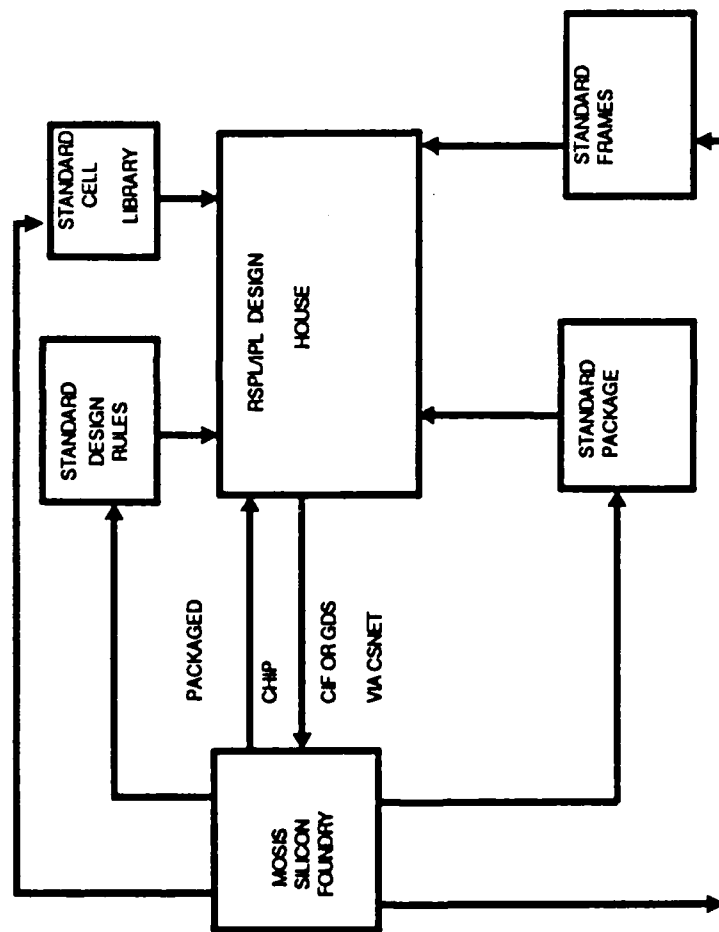 STANDARD
CELL
LIBRARY
STANDARD
DESIGN
RULES
RSPL/IPL DESIGN
HOUSE
STANDARD
FRAMES
STANDARD
PACKAGE
PACKAGED
CHIP
CIF OR GDS
VIA CSNET
MOSIS
SILICON
FOUNDRY